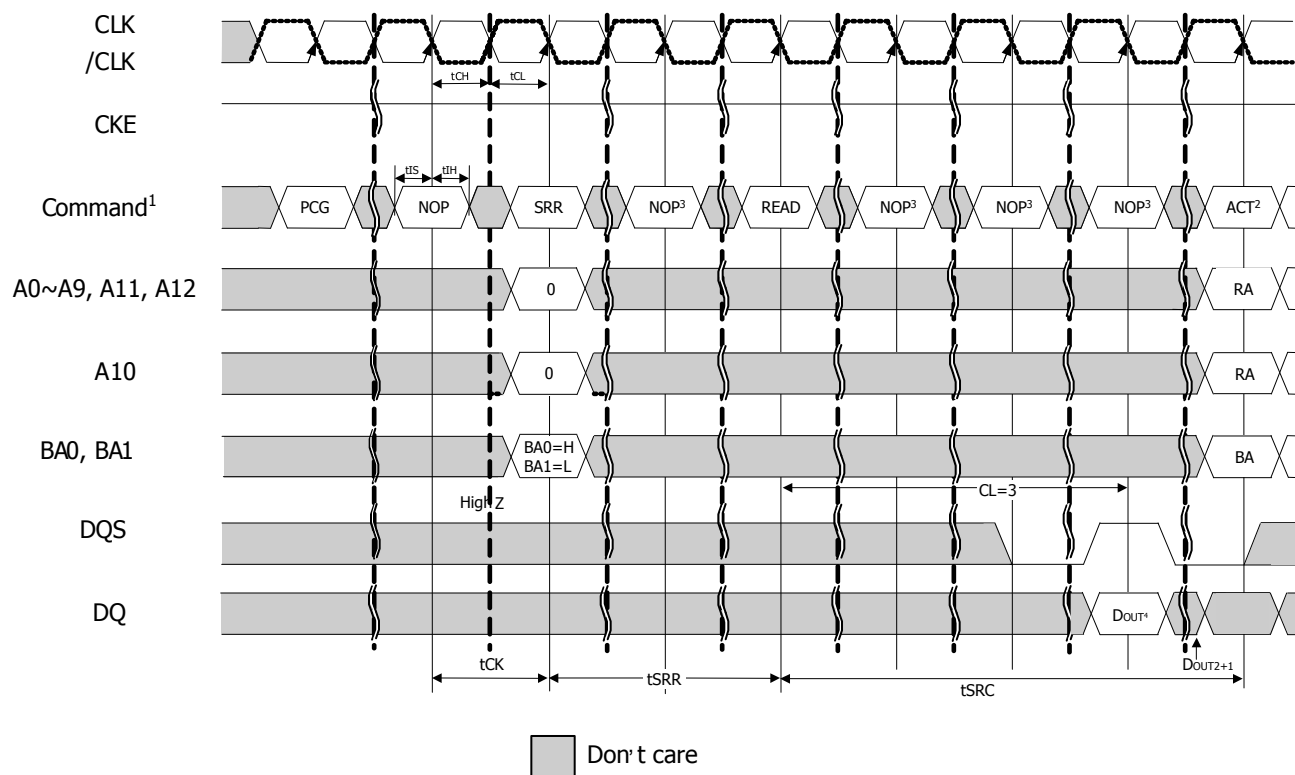 CLK
/CLK
tCH tCL
CKE
tIS tIH
Command¹ PCG NOP SRR NOP³ READ NOP³ NOP³ NOP³ ACT²
A0~A9, A11, A12 0 RA
A10 0 RA
BA0, BA1 BA0=H BA
BA1=L
CL=3
High Z
DQS
DQ DOUT⁴
DOUT2+1
tCK tSRR tSRC
Don't care